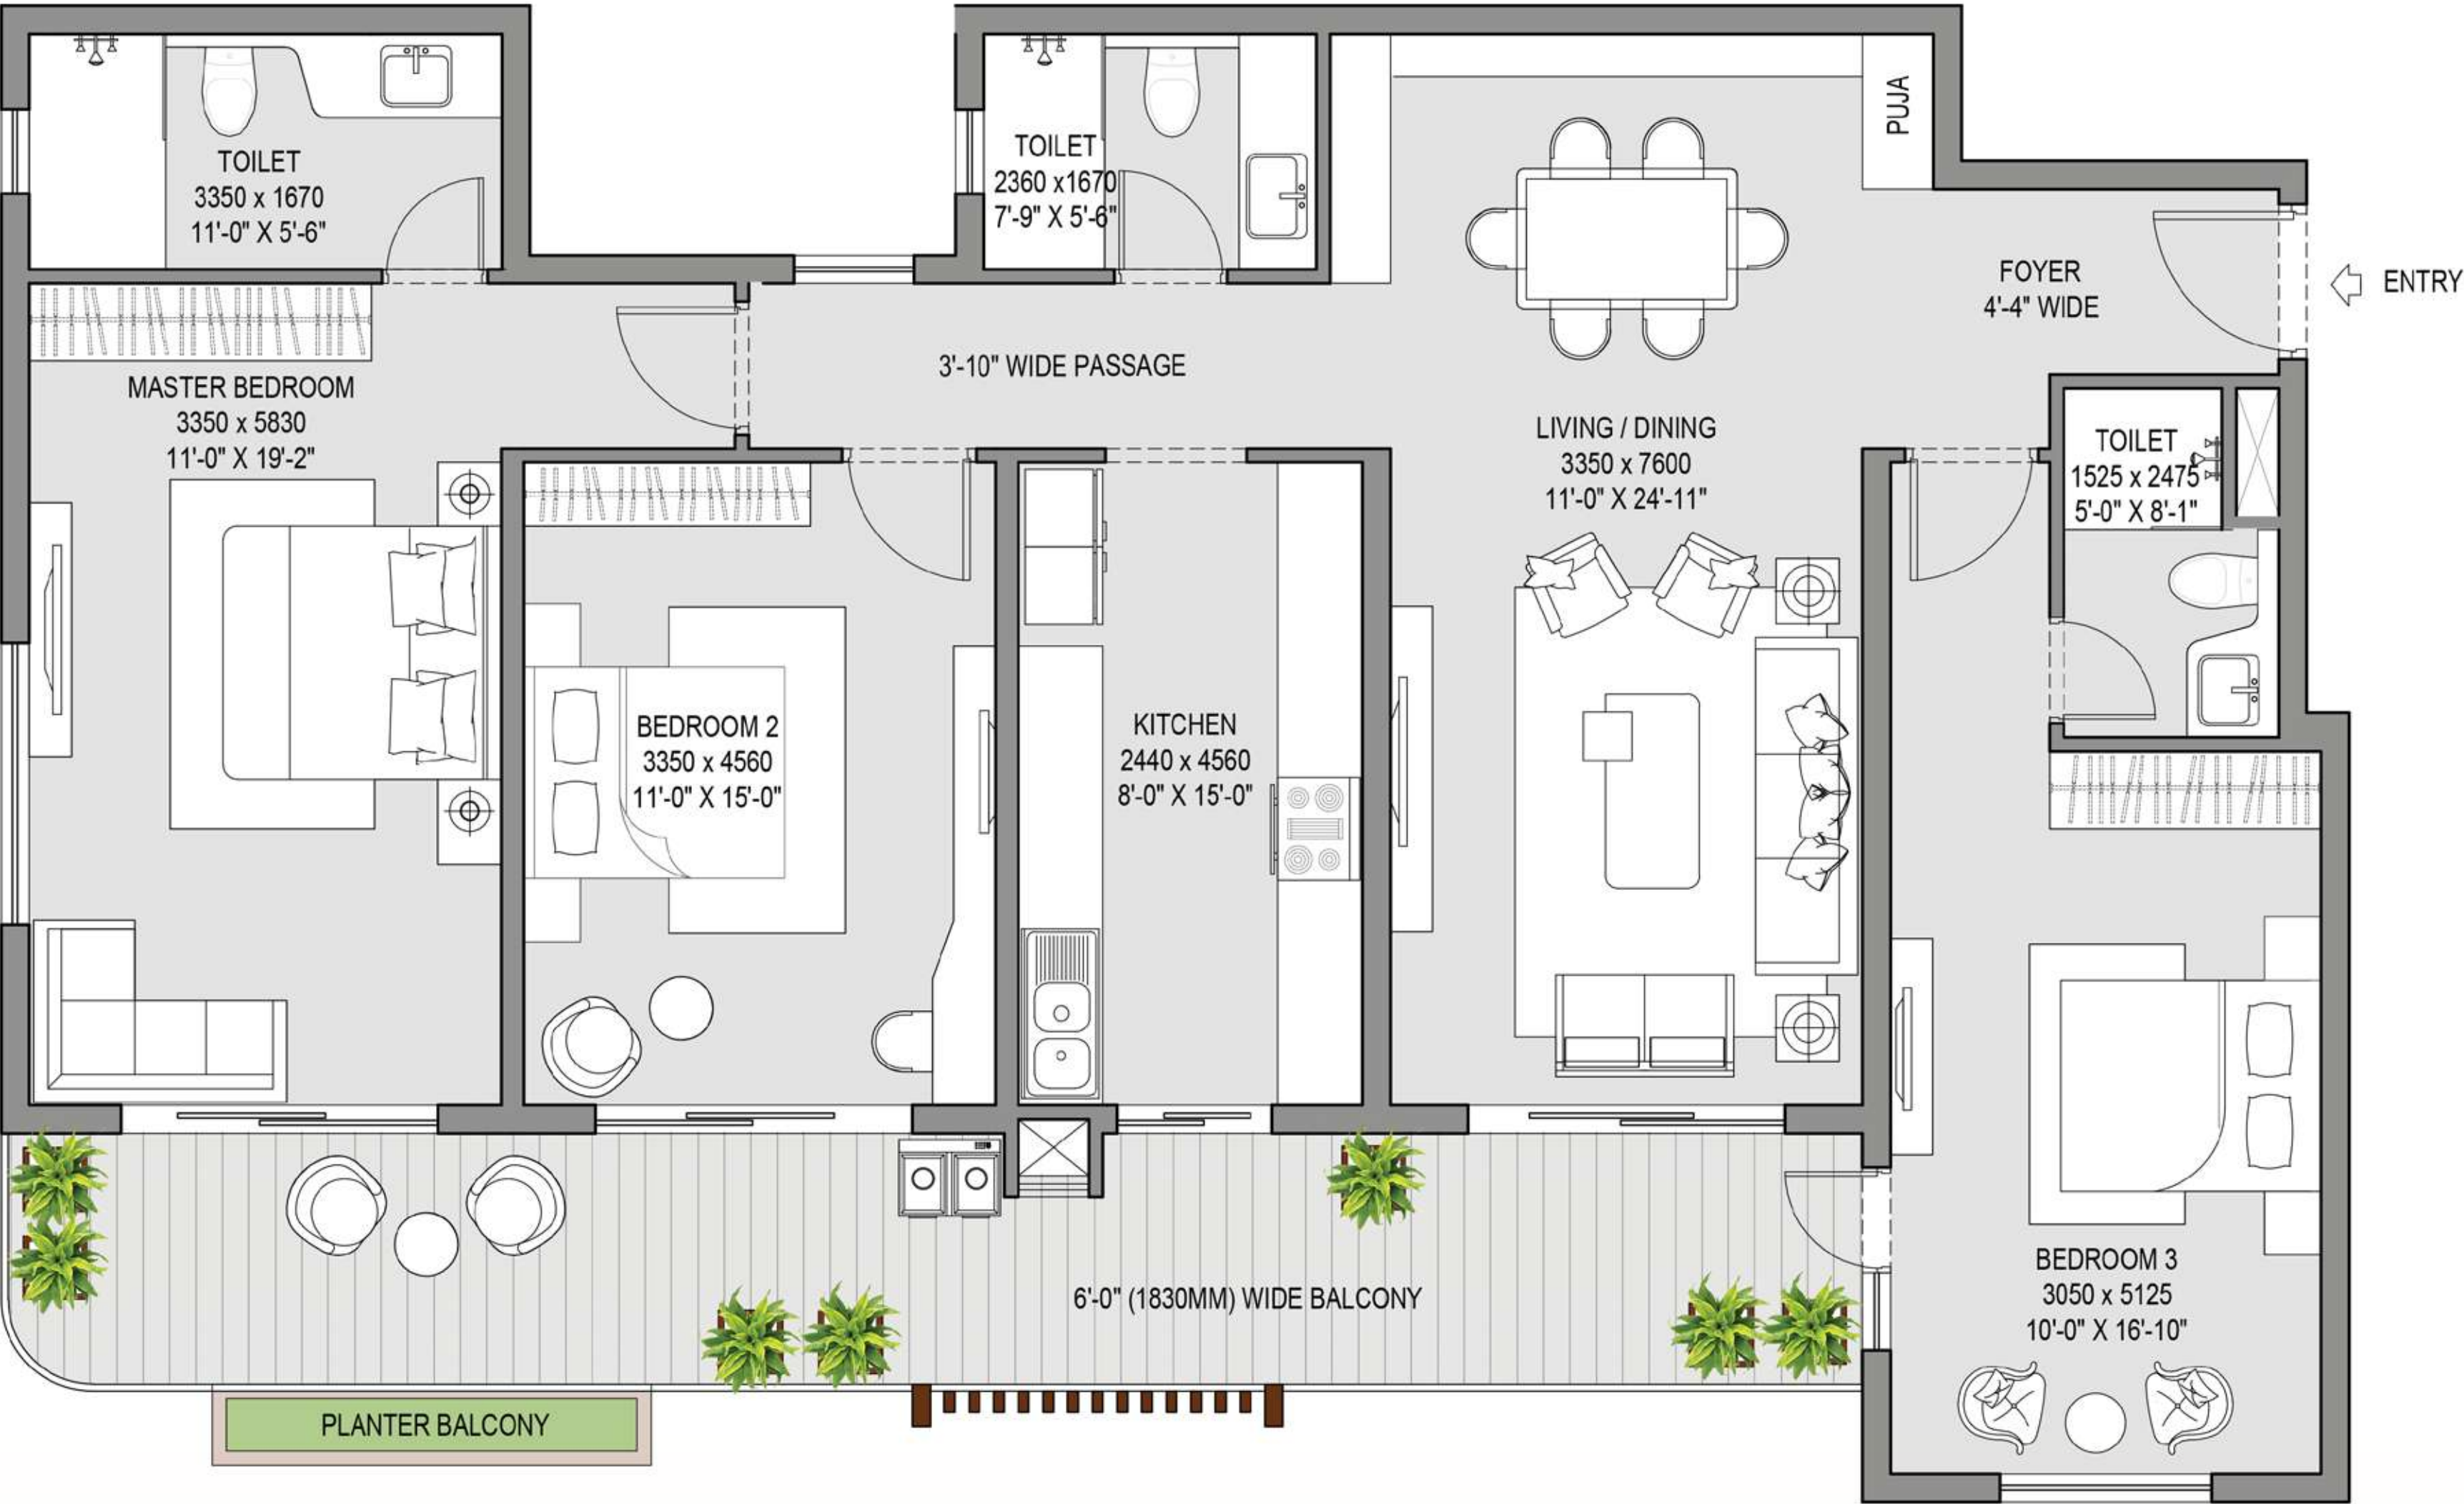 TOILET
3350 x 1670
11'-0" X 5'-6"
TOILET
2360 x1670
7'-9" X 5'-6"
PUJA
FOYER
4'-4" WIDE
ENTRY
MASTER BEDROOM
3350 x 5830
11'-0" X 19'-2"
3'-10" WIDE PASSAGE
LIVING / DINING
3350 x 7600
11'-0" X 24'-11"
TOILET
1525 x 2475
5'-0" X 8'-1"
BEDROOM 2
3350 x 4560
11'-0" X 15'-0"
KITCHEN
2440 x 4560
8'-0" X 15'-0"
6'-0" (1830MM) WIDE BALCONY
BEDROOM 3
3050 x 5125
10'-0" X 16'-10"
PLANTER BALCONY